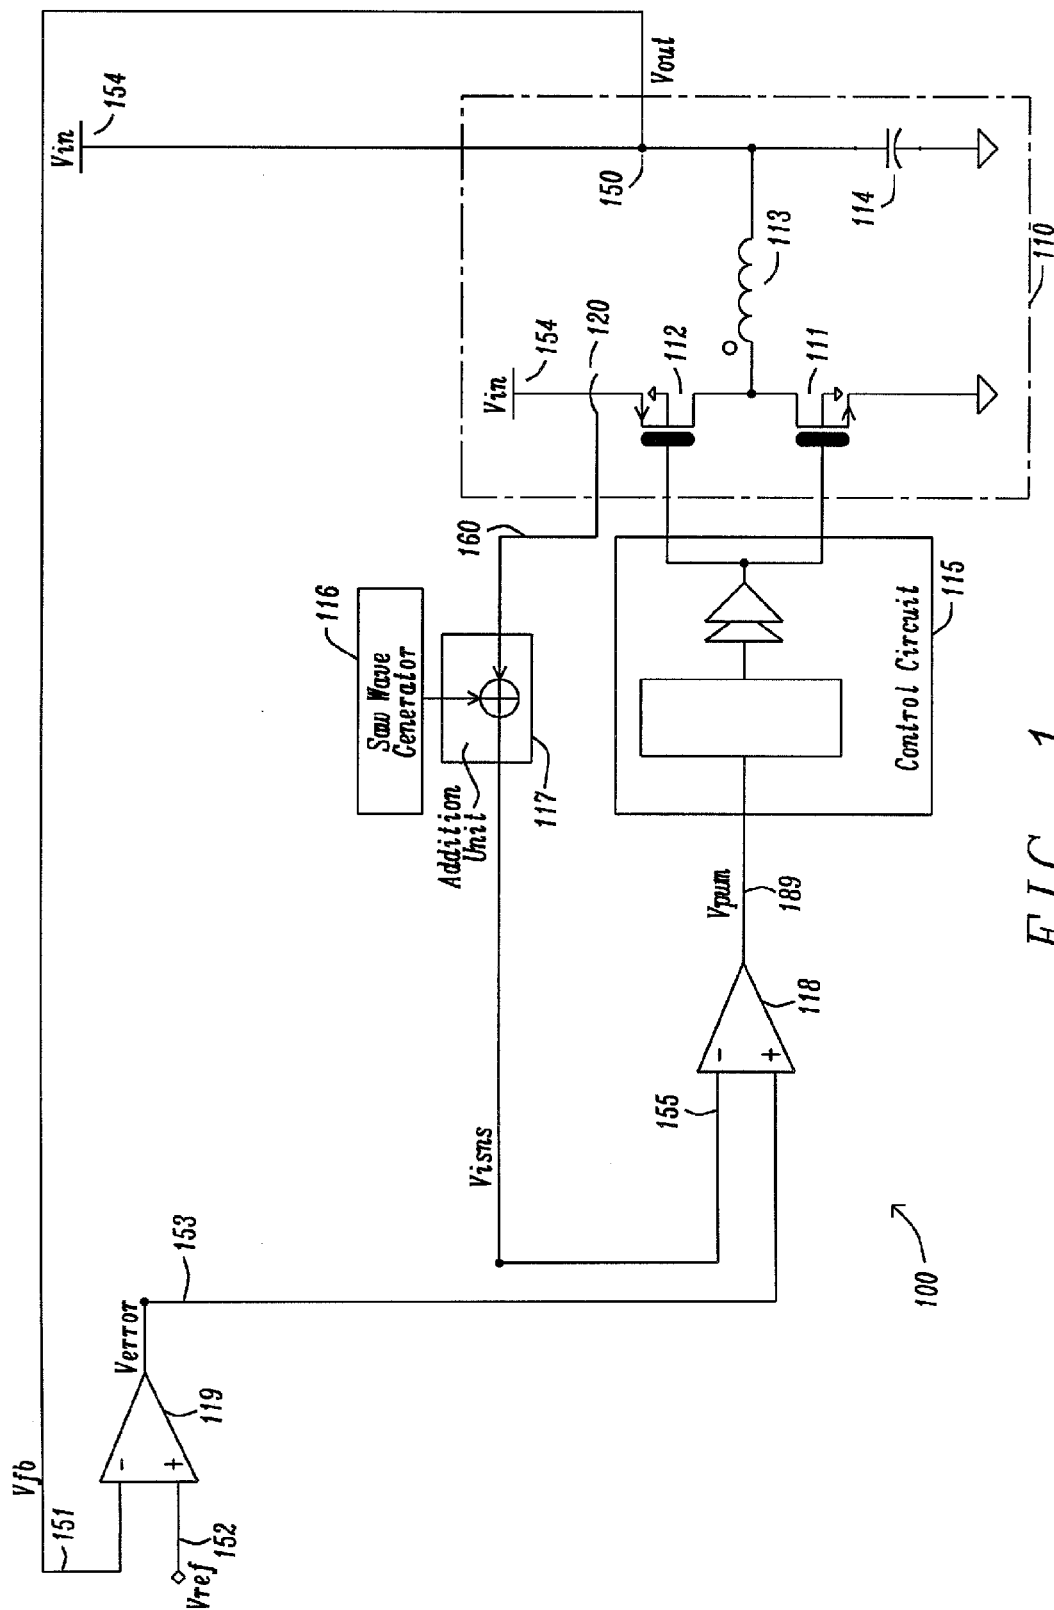 Vfb
151
Vref
152
119
Verror
153
Visns
155
118
Vpwm
189
100
Saw Wave
Generator
116
Addition
Unit
117
160
Control Circuit
115
Vin
154
120
112
111
113
114
110
Vin
154
150
Vout
FIG. 1